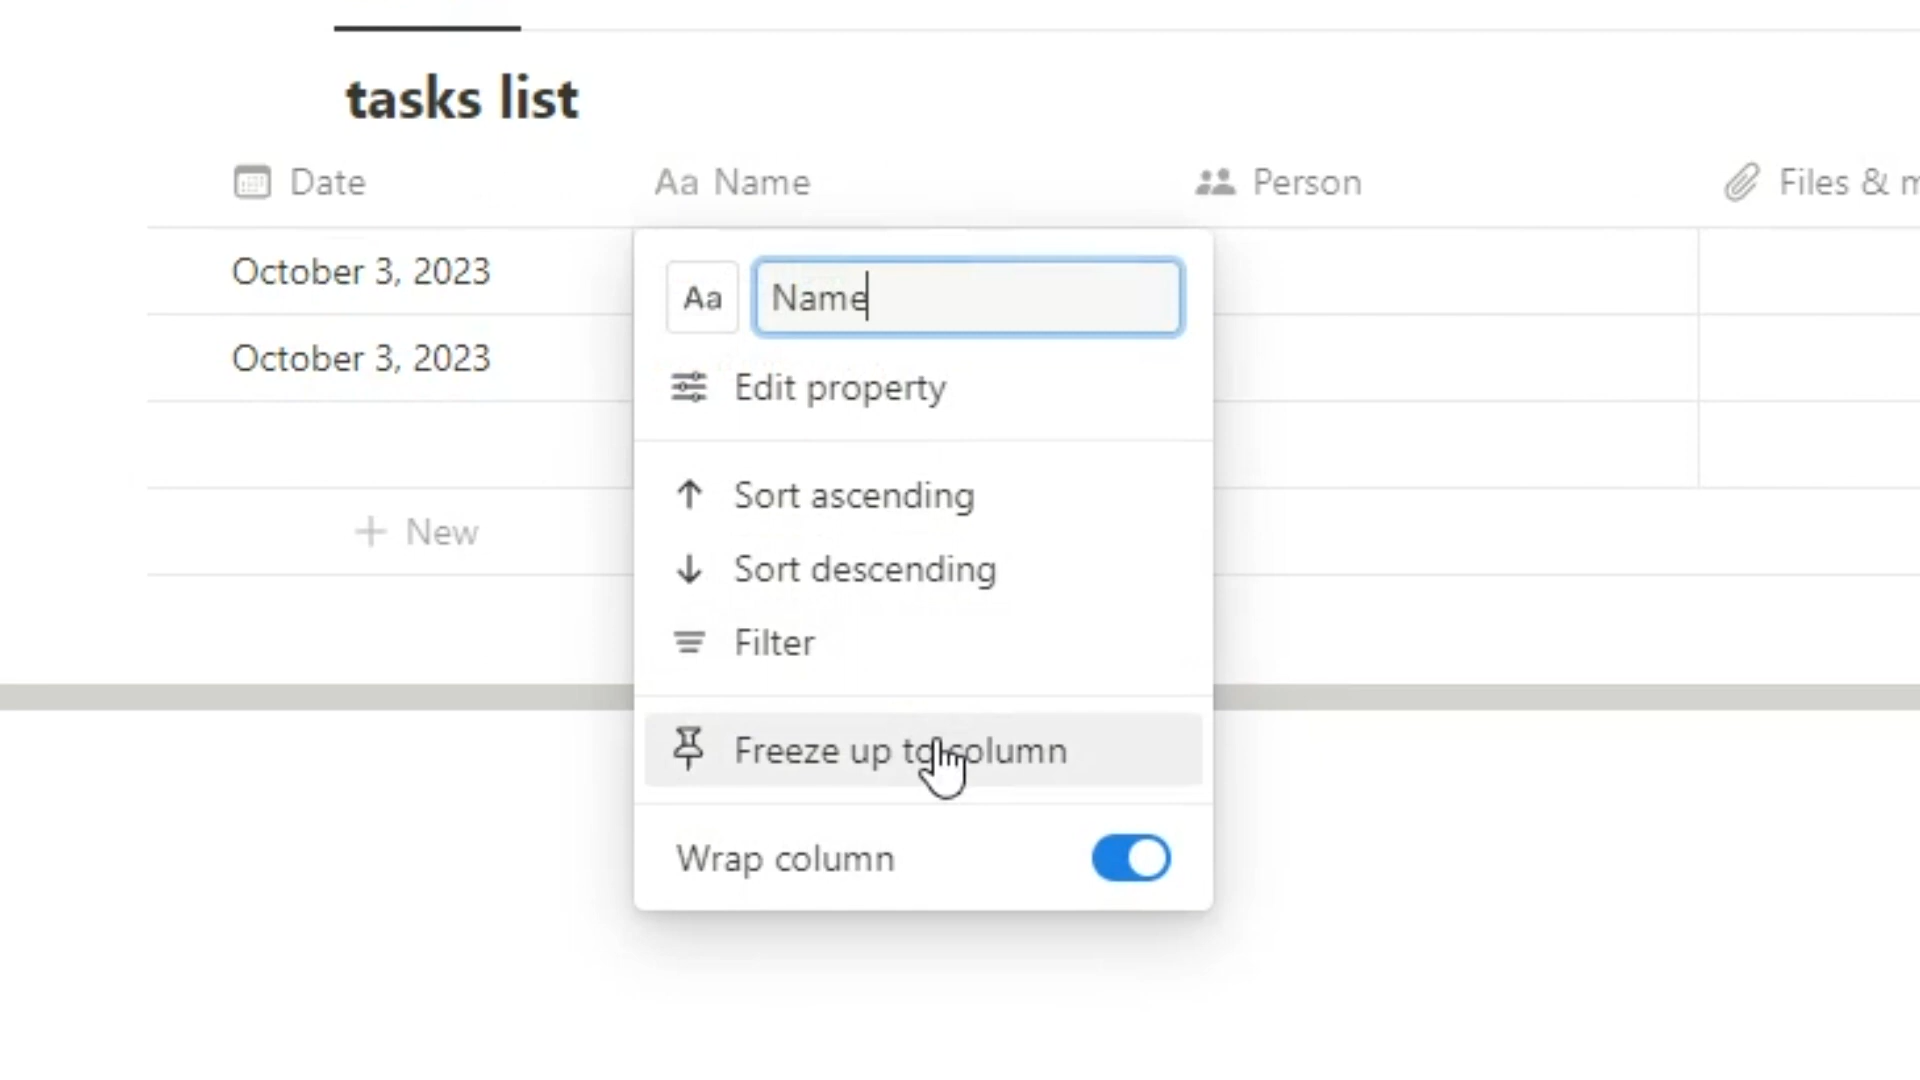 tasks list
Date Aa Name Person Files & m
October 3, 2023
October 3, 2023
+ New
Aa Name
Edit property
Sort ascending
Sort descending
Filter
Freeze up to column
Wrap column